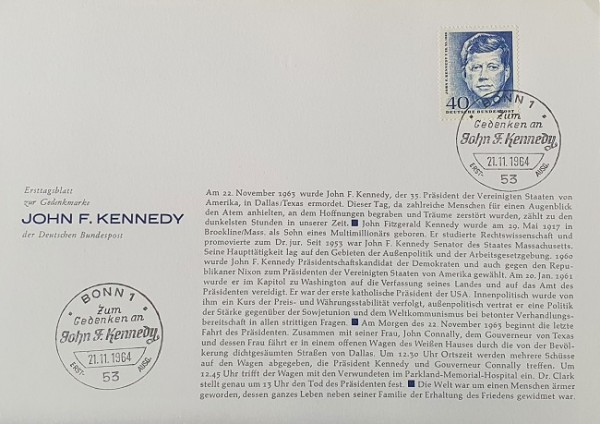 JOHN F. KENNEDY † 22. 11. 1963
40
DEUTSCHE BUNDESPOST
BONN 1
Zum
Gedenken an
John F. Kennedy
21.11.1964
ERST-
AUSG.
53
Ersttagsblatt
zur Gedenkmarke
JOHN F. KENNEDY
der Deutschen Bundespost
BONN 1
Zum
Gedenken an
John F. Kennedy
21.11.1964
ERST-
AUSG.
53
Am 22. November 1963 wurde John F. Kennedy, der 35. Präsident der Vereinigten Staaten von
Amerika, in Dallas/Texas ermordet. Dieser Tag, da zahlreiche Menschen für einen Augenblick
den Atem anhielten, an dem Hoffnungen begraben und Träume zerstört wurden, zählt zu den
dunkelsten Stunden in unserer Zeit. ■ John Fitzgerald Kennedy wurde am 29. Mai 1917 in
Brookline/Mass. als Sohn eines Multimillionärs geboren. Er studierte Rechtswissenschaft und
promovierte zum Dr. jur. Seit 1953 war John F. Kennedy Senator des Staates Massachusetts.
Seine Haupttätigkeit lag auf den Gebieten der Außenpolitik und der Arbeitsgesetzgebung. 1960
wurde John F. Kennedy Präsidentschaftskandidat der Demokraten und auch gegen den Repu-
blikaner Nixon zum Präsidenten der Vereinigten Staaten von Amerika gewählt. Am 20. Jan. 1961
wurde er im Kapitol zu Washington auf die Verfassung seines Landes und auf das Amt des
Präsidenten vereidigt. Er war der erste katholische Präsident der USA. Innenpolitisch wurde von
ihm ein Kurs der Preis- und Währungsstabilität verfolgt, außenpolitisch vertrat er eine Politik
der Stärke gegenüber der Sowjetunion und dem Weltkommunismus bei betonter Verhandlungs-
bereitschaft in allen strittigen Fragen. ■ Am Morgen des 22. November 1963 beginnt die letzte
Fahrt des Präsidenten. Zusammen mit seiner Frau, John Connally, dem Gouverneur von Texas
und dessen Frau fährt er in einem offenen Wagen des Weißen Hauses durch die von der Bevöl-
kerung dichtgesäumten Straßen von Dallas. Um 12.30 Uhr Ortszeit werden mehrere Schüsse
auf den Wagen abgegeben, die Präsident Kennedy und Gouverneur Connally treffen. Um
12.45 Uhr trifft der Wagen mit den Verwundeten im Parkland-Memorial-Hospital ein. Dr. Clark
stellt genau um 13 Uhr den Tod des Präsidenten fest. ■ Die Welt war um einen Menschen ärmer
geworden, dessen ganzes Leben neben seiner Familie der Erhaltung des Friedens gewidmet war.